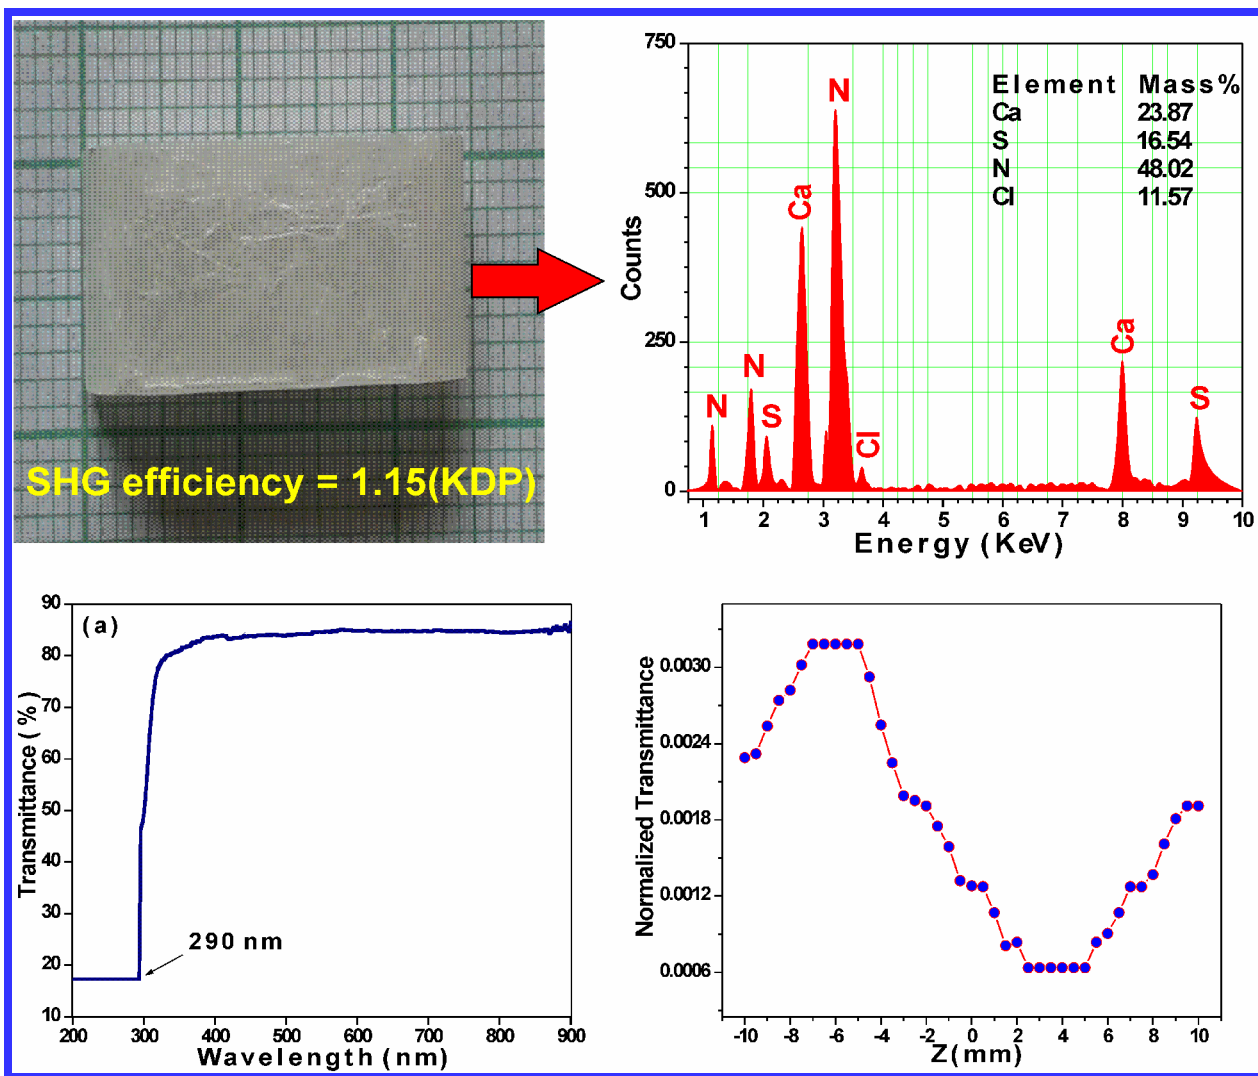 SHG efficiency = 1.15(KDP)
750
500
250
0
Counts
N
N
S
Ca
N
Cl
Ca
S
Element Mass%
Ca 23.87
S 16.54
N 48.02
Cl 11.57
1 2 3 4 5 6 7 8 9 10
Energy (KeV)
(a)
90
80
70
60
50
40
30
20
10
Transmittance ( %)
290 nm
200 300 400 500 600 700 800 900
Wavelength (nm)
0.0030
0.0024
0.0018
0.0012
0.0006
Normalized Transmittance
-10 -8 -6 -4 -2 0 2 4 6 8 10
Z(mm)